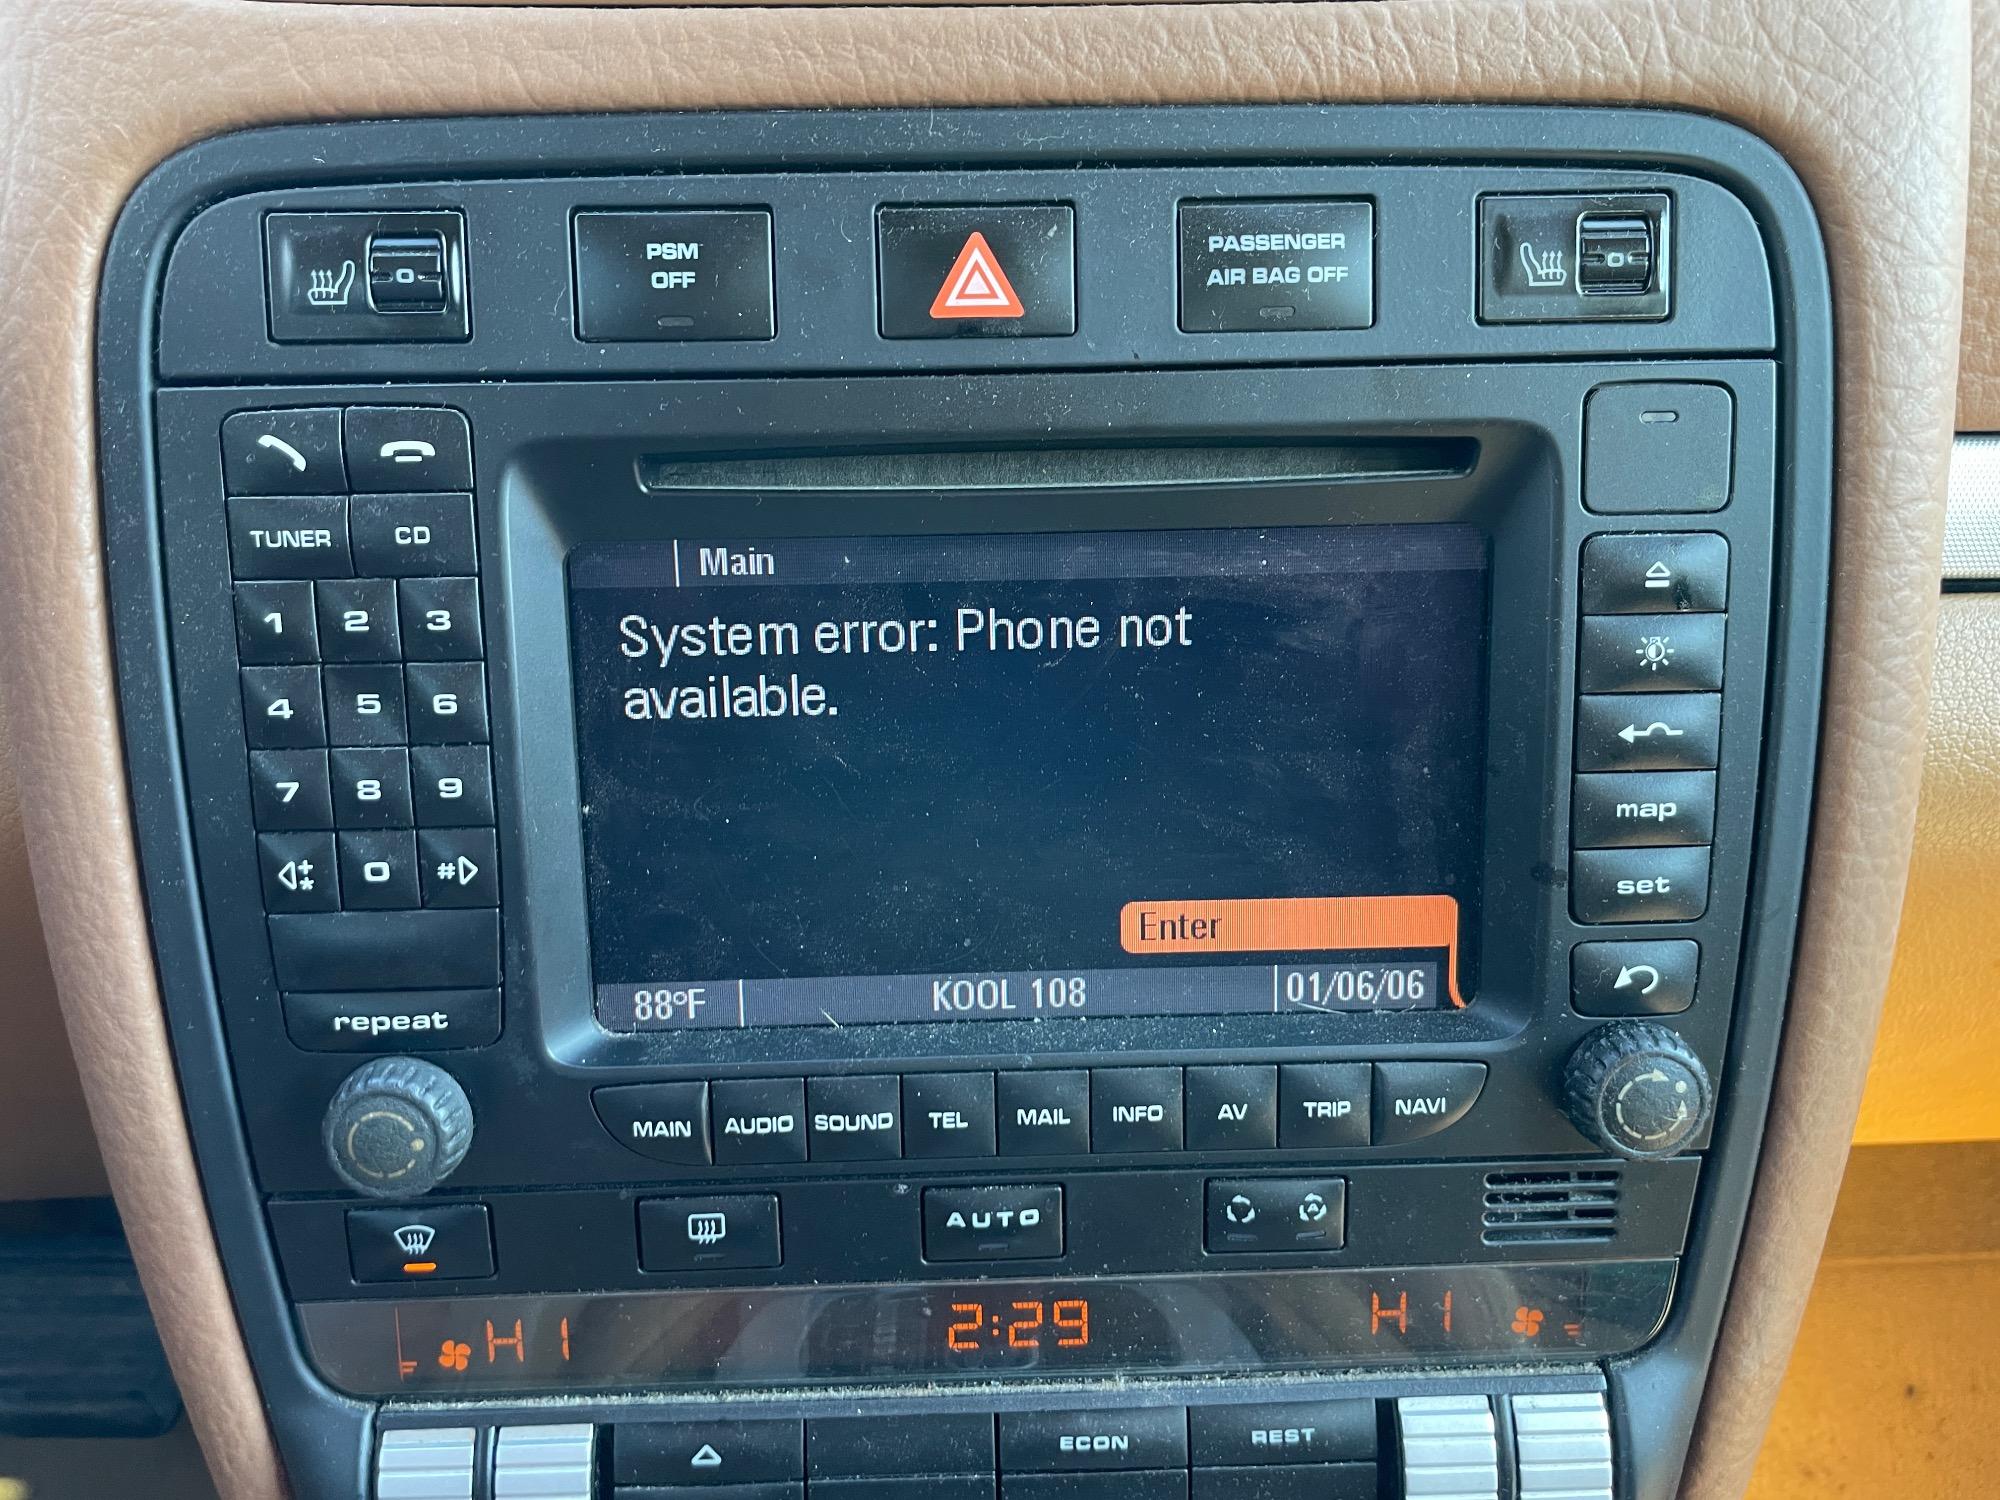 O
PSM
OFF
PASSENGER
AIR BAG OFF
O
TUNER
CD
1
2
3
4
5
6
7
8
9
+
*
0
#
repeat
Main
System error: Phone not
available.
Enter
88°F
KOOL 108
01/06/06
map
set
MAIN
AUDIO
SOUND
TEL
MAIL
INFO
AV
TRIP
NAVI
AUTO
A
HI
2:29
HI
ECON
REST